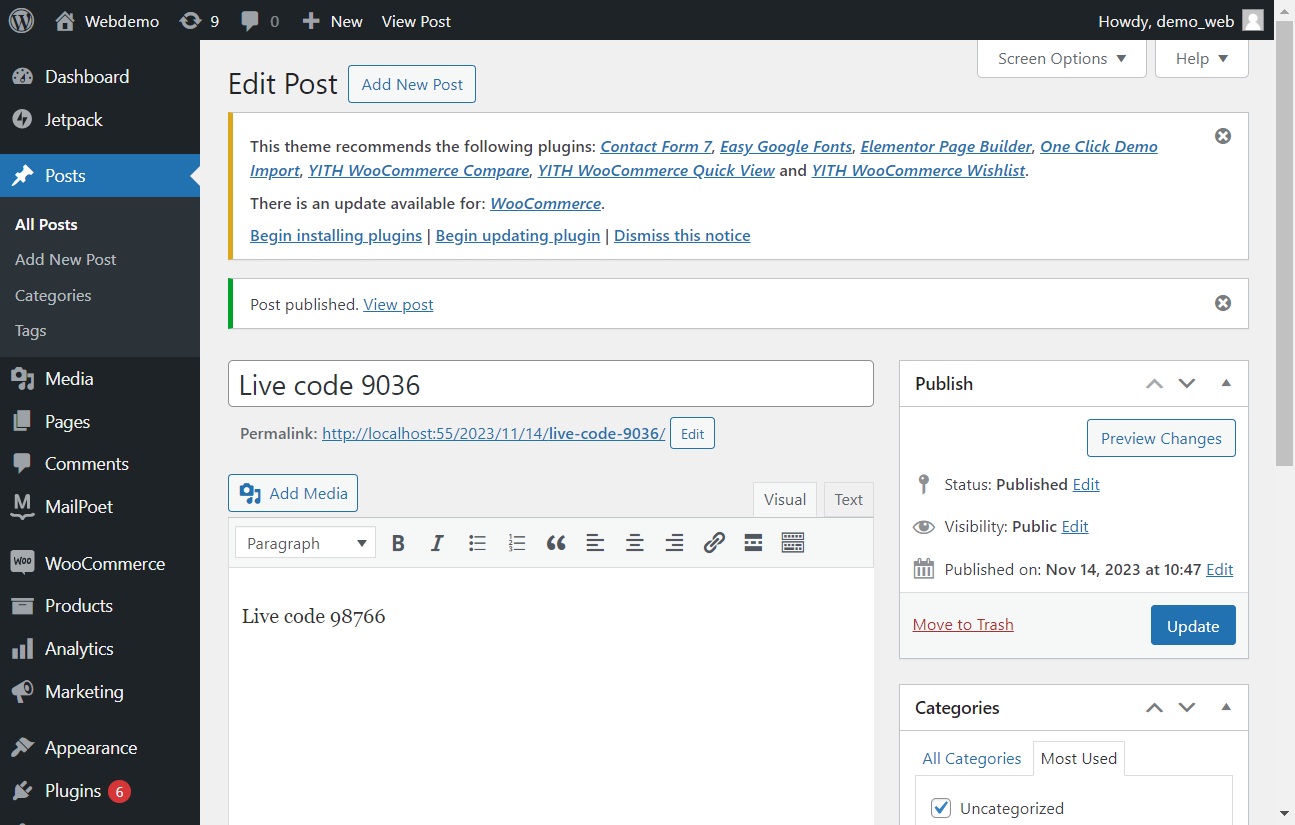 Webdemo 9 0 New View Post Howdy, demo_web
Dashboard
Jetpack
Posts
All Posts
Add New Post
Categories
Tags
Media
Pages
Comments
MailPoet
WooCommerce
Products
Analytics
Marketing
Appearance
Plugins 6
Screen Options Help
Edit Post Add New Post
This theme recommends the following plugins: Contact Form 7, Easy Google Fonts, Elementor Page Builder, One Click Demo
Import, YITH WooCommerce Compare, YITH WooCommerce Quick View and YITH WooCommerce Wishlist.
There is an update available for: WooCommerce.
Begin installing plugins | Begin updating plugin | Dismiss this notice
Post published. View post
Live code 9036
Permalink: http://localhost:55/2023/11/14/live-code-9036/ Edit
Add Media
Visual Text
Paragraph
Live code 98766
Publish
Preview Changes
Status: Published Edit
Visibility: Public Edit
Published on: Nov 14, 2023 at 10:47 Edit
Move to Trash Update
Categories
All Categories Most Used
Uncategorized